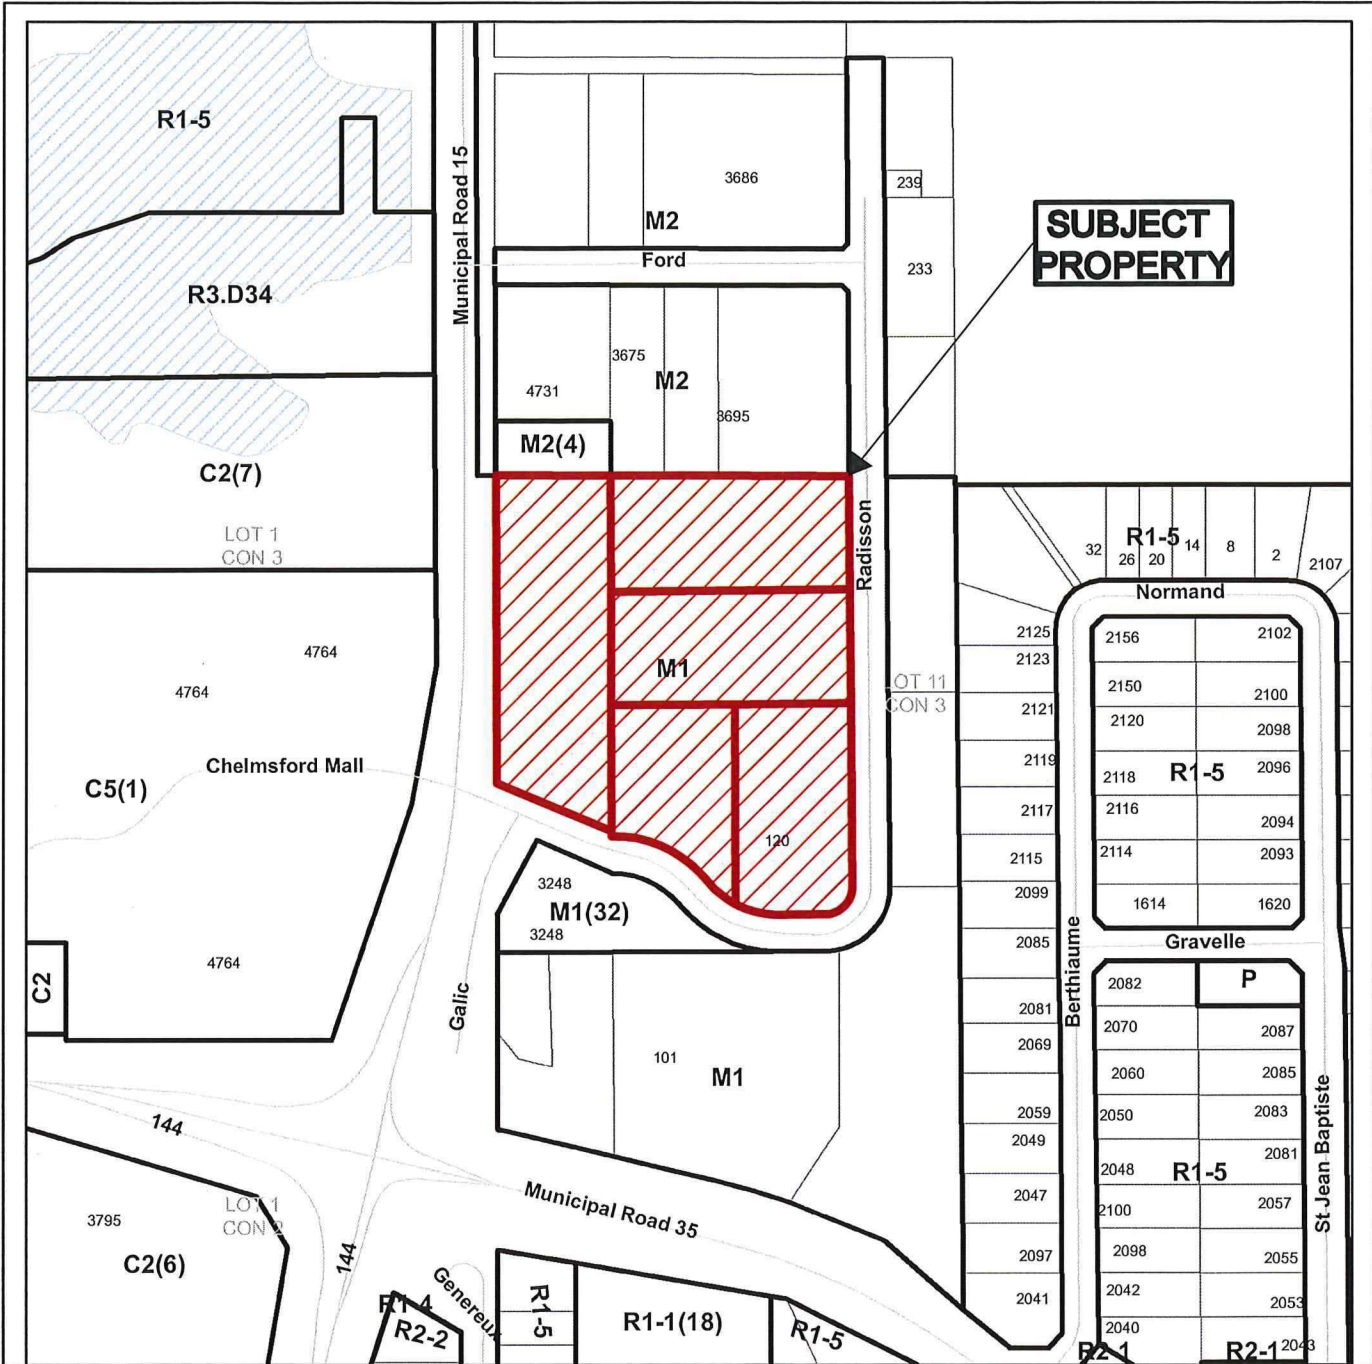 R1-5
Municipal Road 15
3686
239
SUBJECT
PROPERTY
M2
Ford
233
R3.D34
3675
M2
4731
3695
M2(4)
C2(7)
LOT 1
CON 3
Radisson
R1-5
32
26
20
14
8
2
2107
Normand
2125
2156
2102
4764
2123
M1
4764
OT 11
CON 3
2150
2100
2121
2120
2098
Chelmsford Mall
2119
2118
R1-5
2096
C5(1)
2117
2116
2094
120
2115
2114
2093
3248
2099
1614
1620
M1(32)
3248
2085
Gravelle
4764
C2
Galic
Berthiaume
2082
P
2081
2070
2087
2069
101
M1
2060
2085
2059
2050
2083
144
2049
2081
2048
R1-5
St Jean Baptiste
LOT 1
CON 2
2047
2057
Municipal Road 35
3795
2100
144
C2(6)
2097
2098
2055
Genereux
R1-5
2041
2042
2053
R1-4
R2-2
R1-1(18)
R1-5
2040
R2-1
R2-1
2043